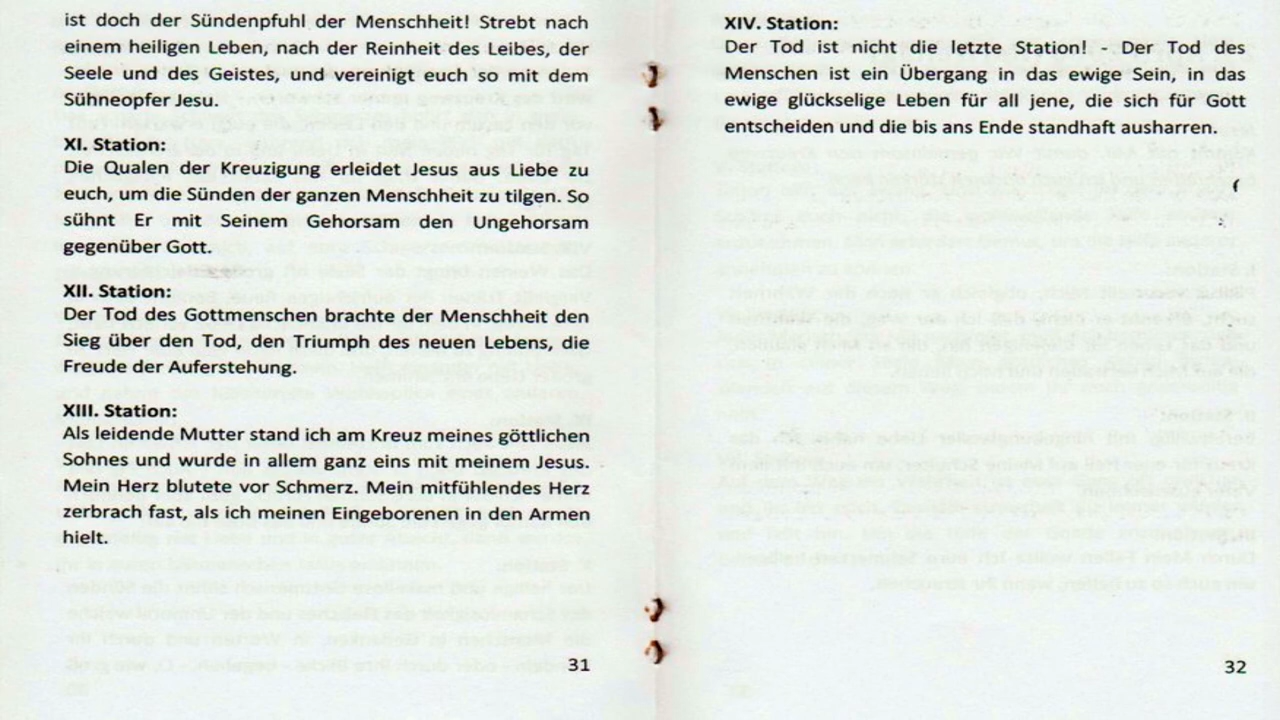 ist doch der Sündenpfuhl der Menschheit! Strebt nach
einem heiligen Leben, nach der Reinheit des Leibes, der
Seele und des Geistes, und vereinigt euch so mit dem
Sühneopfer Jesu.
XI. Station:
Die Qualen der Kreuzigung erleidet Jesus aus Liebe zu
euch, um die Sünden der ganzen Menschheit zu tilgen. So
sühnt Er mit Seinem Gehorsam den Ungehorsam
gegenüber Gott.
XII. Station:
Der Tod des Gottmenschen brachte der Menschheit den
Sieg über den Tod, den Triumph des neuen Lebens, die
Freude der Auferstehung.
XIII. Station:
Als leidende Mutter stand ich am Kreuz meines göttlichen
Sohnes und wurde in allem ganz eins mit meinem Jesus.
Mein Herz blutete vor Schmerz. Mein mitfühlendes Herz
zerbrach fast, als ich meinen Eingeborenen in den Armen
hielt.
31
XIV. Station:
Der Tod ist nicht die letzte Station! - Der Tod des
Menschen ist ein Übergang in das ewige Sein, in das
ewige glückselige Leben für all jene, die sich für Gott
entscheiden und die bis ans Ende standhaft ausharren.
32